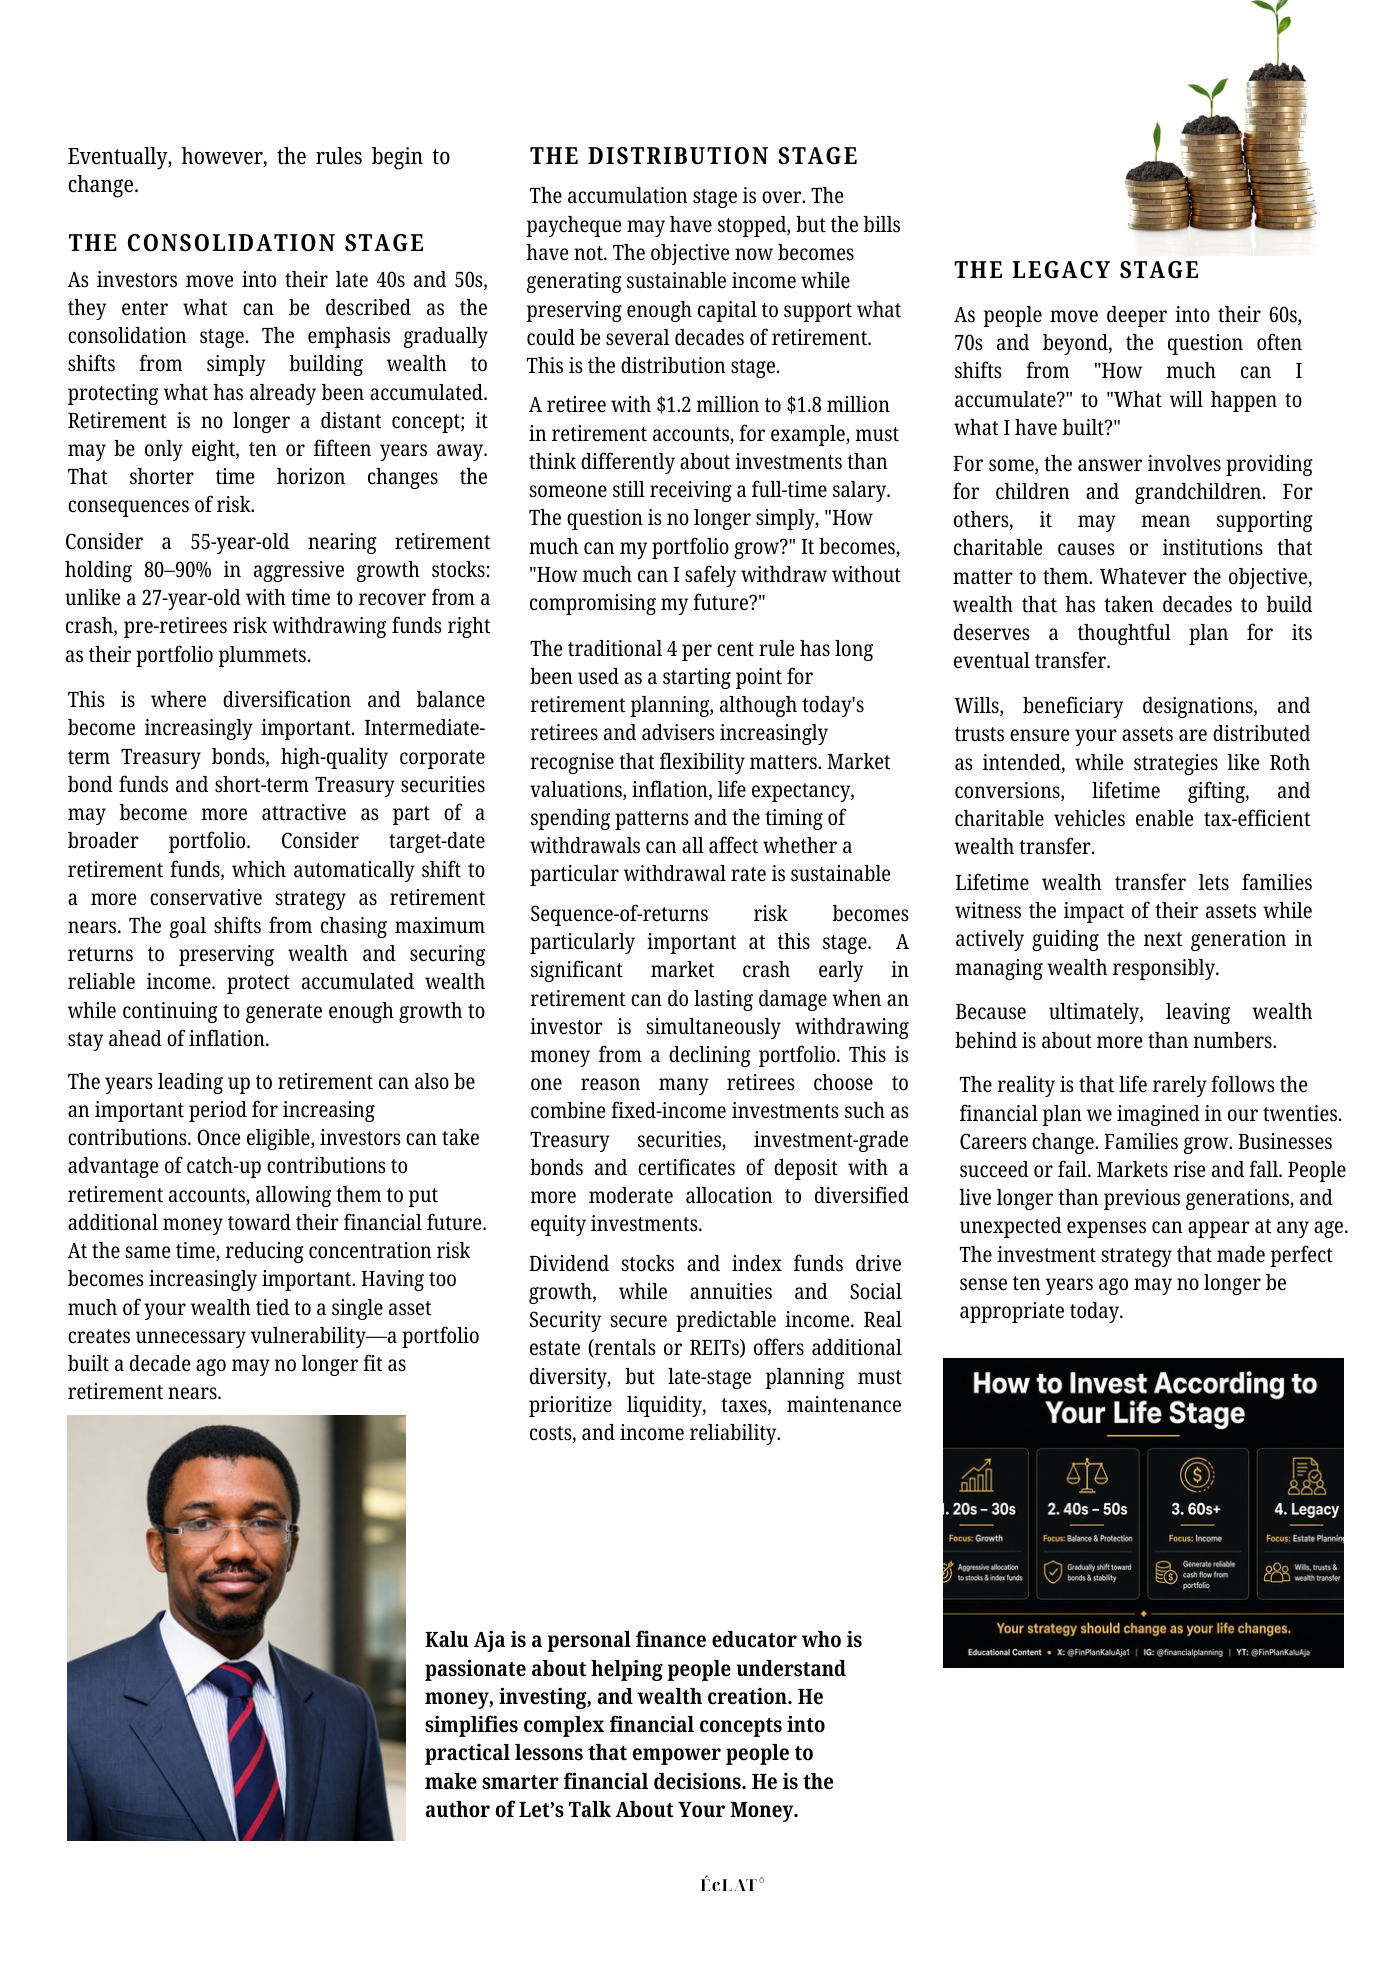 Eventually, however, the rules begin to
change.
THE CONSOLIDATION STAGE
As investors move into their late 40s and 50s,
they enter what can be described as the
consolidation stage. The emphasis gradually
shifts from simply building wealth to
protecting what has already been accumulated.
Retirement is no longer a distant concept; it
may be only eight, ten or fifteen years away.
That shorter time horizon changes the
consequences of risk.
Consider a 55-year-old nearing retirement
holding 80–90% in aggressive growth stocks:
unlike a 27-year-old with time to recover from a
crash, pre-retirees risk withdrawing funds right
as their portfolio plummets.
This is where diversification and balance
become increasingly important. Intermediate-
term Treasury bonds, high-quality corporate
bond funds and short-term Treasury securities
may become more attractive as part of a
broader portfolio. Consider target-date
retirement funds, which automatically shift to
a more conservative strategy as retirement
nears. The goal shifts from chasing maximum
returns to preserving wealth and securing
reliable income. protect accumulated wealth
while continuing to generate enough growth to
stay ahead of inflation.
The years leading up to retirement can also be
an important period for increasing
contributions. Once eligible, investors can take
advantage of catch-up contributions to
retirement accounts, allowing them to put
additional money toward their financial future.
At the same time, reducing concentration risk
becomes increasingly important. Having too
much of your wealth tied to a single asset
creates unnecessary vulnerability—a portfolio
built a decade ago may no longer fit as
retirement nears.
THE DISTRIBUTION STAGE
The accumulation stage is over. The
paycheque may have stopped, but the bills
have not. The objective now becomes
generating sustainable income while
preserving enough capital to support what
could be several decades of retirement.
This is the distribution stage.
A retiree with $1.2 million to $1.8 million
in retirement accounts, for example, must
think differently about investments than
someone still receiving a full-time salary.
The question is no longer simply, "How
much can my portfolio grow?" It becomes,
"How much can I safely withdraw without
compromising my future?"
The traditional 4 per cent rule has long
been used as a starting point for
retirement planning, although today's
retirees and advisers increasingly
recognise that flexibility matters. Market
valuations, inflation, life expectancy,
spending patterns and the timing of
withdrawals can all affect whether a
particular withdrawal rate is sustainable
Sequence-of-returns risk becomes
particularly important at this stage. A
significant market crash early in
retirement can do lasting damage when an
investor is simultaneously withdrawing
money from a declining portfolio. This is
one reason many retirees choose to
combine fixed-income investments such as
Treasury securities, investment-grade
bonds and certificates of deposit with a
more moderate allocation to diversified
equity investments.
Dividend stocks and index funds drive
growth, while annuities and Social
Security secure predictable income. Real
estate (rentals or REITs) offers additional
diversity, but late-stage planning must
prioritize liquidity, taxes, maintenance
costs, and income reliability.
THE LEGACY STAGE
As people move deeper into their 60s,
70s and beyond, the question often
shifts from "How much can I
accumulate?" to "What will happen to
what I have built?"
For some, the answer involves providing
for children and grandchildren. For
others, it may mean supporting
charitable causes or institutions that
matter to them. Whatever the objective,
wealth that has taken decades to build
deserves a thoughtful plan for its
eventual transfer.
Wills, beneficiary designations, and
trusts ensure your assets are distributed
as intended, while strategies like Roth
conversions, lifetime gifting, and
charitable vehicles enable tax-efficient
wealth transfer.
Lifetime wealth transfer lets families
witness the impact of their assets while
actively guiding the next generation in
managing wealth responsibly.
Because ultimately, leaving wealth
behind is about more than numbers.
The reality is that life rarely follows the
financial plan we imagined in our twenties.
Careers change. Families grow. Businesses
succeed or fail. Markets rise and fall. People
live longer than previous generations, and
unexpected expenses can appear at any age.
The investment strategy that made perfect
sense ten years ago may no longer be
appropriate today.
How to Invest According to
Your Life Stage
1. 20s – 30s
Focus: Growth
Aggressive allocation
to stocks & index funds
2. 40s – 50s
Focus: Balance & Protection
Gradually shift toward
bonds & stability
3. 60s+
Focus: Income
Generate reliable
cash flow from
portfolio
4. Legacy
Focus: Estate Planning
Wills, trusts &
wealth transfer
Your strategy should change as your life changes.
Educational Content • X: @FinPlanKaluAja1 | IG: @financialplanning | YT: @FinPlanKaluAja
Kalu Aja is a personal finance educator who is
passionate about helping people understand
money, investing, and wealth creation. He
simplifies complex financial concepts into
practical lessons that empower people to
make smarter financial decisions. He is the
author of Let’s Talk About Your Money.
ÉcLAT